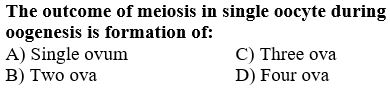 The outcome of meiosis in single oocyte during
oogenesis is formation of:
A) Single ovum C) Three ova
B) Two ova D) Four ova